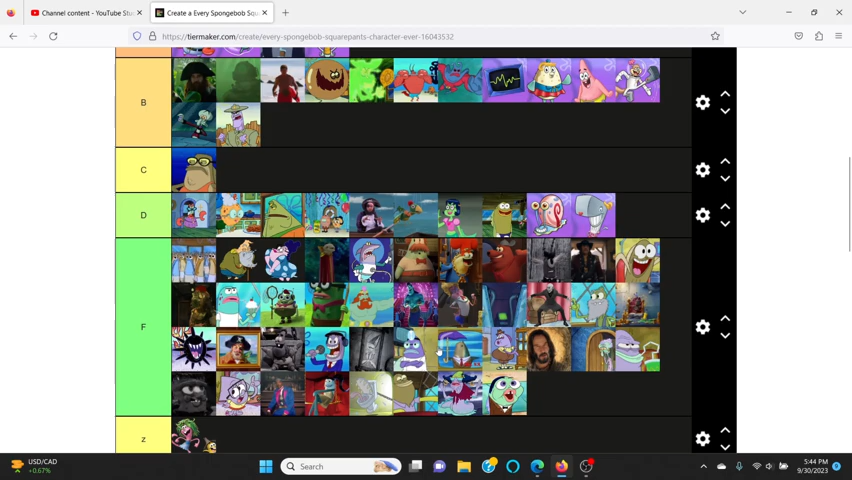 Channel content - YouTube Stu
Create a Every Spongebob Squ
https://tiermaker.com/create/every-spongebob-squarepants-character-ever-16043532
B
C
D
F
z
USD/CAD
+0.67%
Search
5:44 PM
9/30/2023